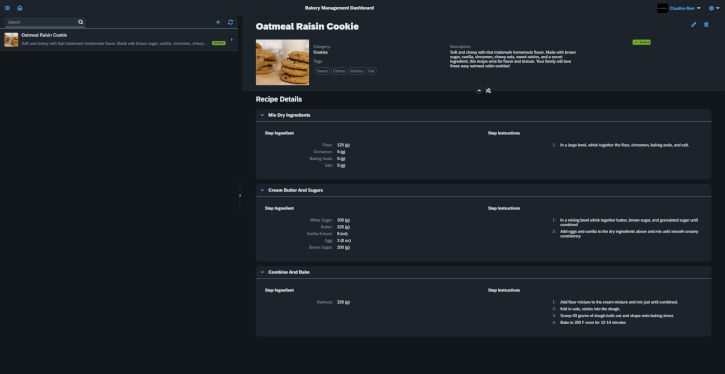 Bakery Management Dashboard
Claudine Beer
Search
Oatmeal Raisin Cookie
Soft and chewy with that trademark homemade flavor. Made with brown sugar, vanilla, cinnamon, chewy...
Active
Oatmeal Raisin Cookie
Category:
Cookies
Tags:
Sweet Chewy Raisins Oat
Description:
Soft and chewy with that trademark homemade flavor. Made with brown
sugar, vanilla, cinnamon, chewy oats, sweet raisins, and a secret
ingredient, this recipe wins for flavor and texture. Your family will love
these easy oatmeal raisin cookies!
Active
Recipe Details
Mix Dry Ingredients
Step Ingredient
Step Instructions
Flour: 125 (g)
Cinnamon: 5 (g)
Baking Soda: 5 (g)
Salt: 5 (g)
1: In a large bowl, whisk together the flour, cinnamon, baking soda, and salt.
Cream Butter And Sugars
Step Ingredient
Step Instructions
White Sugar: 100 (g)
Butter: 226 (g)
Vanilla Extract: 5 (ml)
Egg: 2 (fl oz)
Brown Sugar: 200 (g)
1: In a mixing bowl whisk together butter, brown sugar, and granulated sugar until
combined
2: Add eggs and vanilla to the dry ingredients above and mix until smooth creamy
consistency
Combine And Bake
Step Ingredient
Step Instructions
Oatmeal: 220 (g)
1: Add flour mixture to the cream mixture and mix just until combined.
2: fold in oats, raisins into the dough.
3: Scoop 40 grams of dough balls out and shape onto baking sheet.
4: Bake in 350 F oven for 12-14 minutes